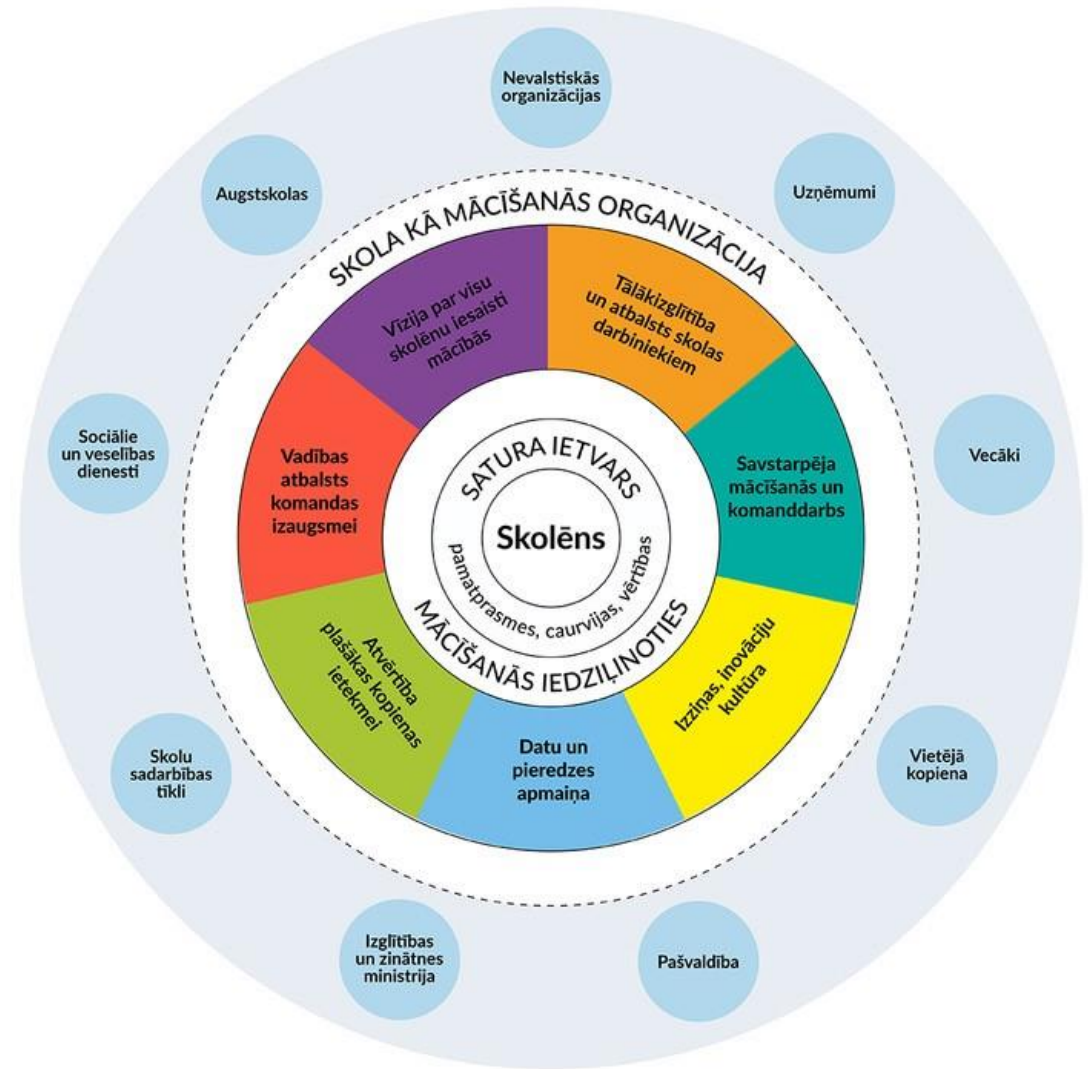 Nevalstiskās
organizācijas
Augstskolas
Uzņēmumi
SKOLA KĀ MĀCĪŠANĀS ORGANIZĀCIJA
Vīzija par visu
skolēnu iesaisti
mācībās
Tālākizglītība
un atbalsts skolas
darbiniekiem
Sociālie
un veselības
dienesti
Vadības
atbalsts
komandas
izaugsmei
SATURA IETVARS
Skolēns
pamatprasmes, caurvijas, vērtības
MĀCĪŠANĀS IEDZIĻINOTIES
Savstarpēja
mācīšanās un
komanddarbs
Vecāki
Atvērtība
plašākas kopienas
ietekmei
Datu un
pieredzes
apmaiņa
Izziņas, inovāciju
kultūra
Skolu
sadarbības
tīkli
Vietējā
kopiena
Izglītības
un zinātnes
ministrija
Pašvaldība